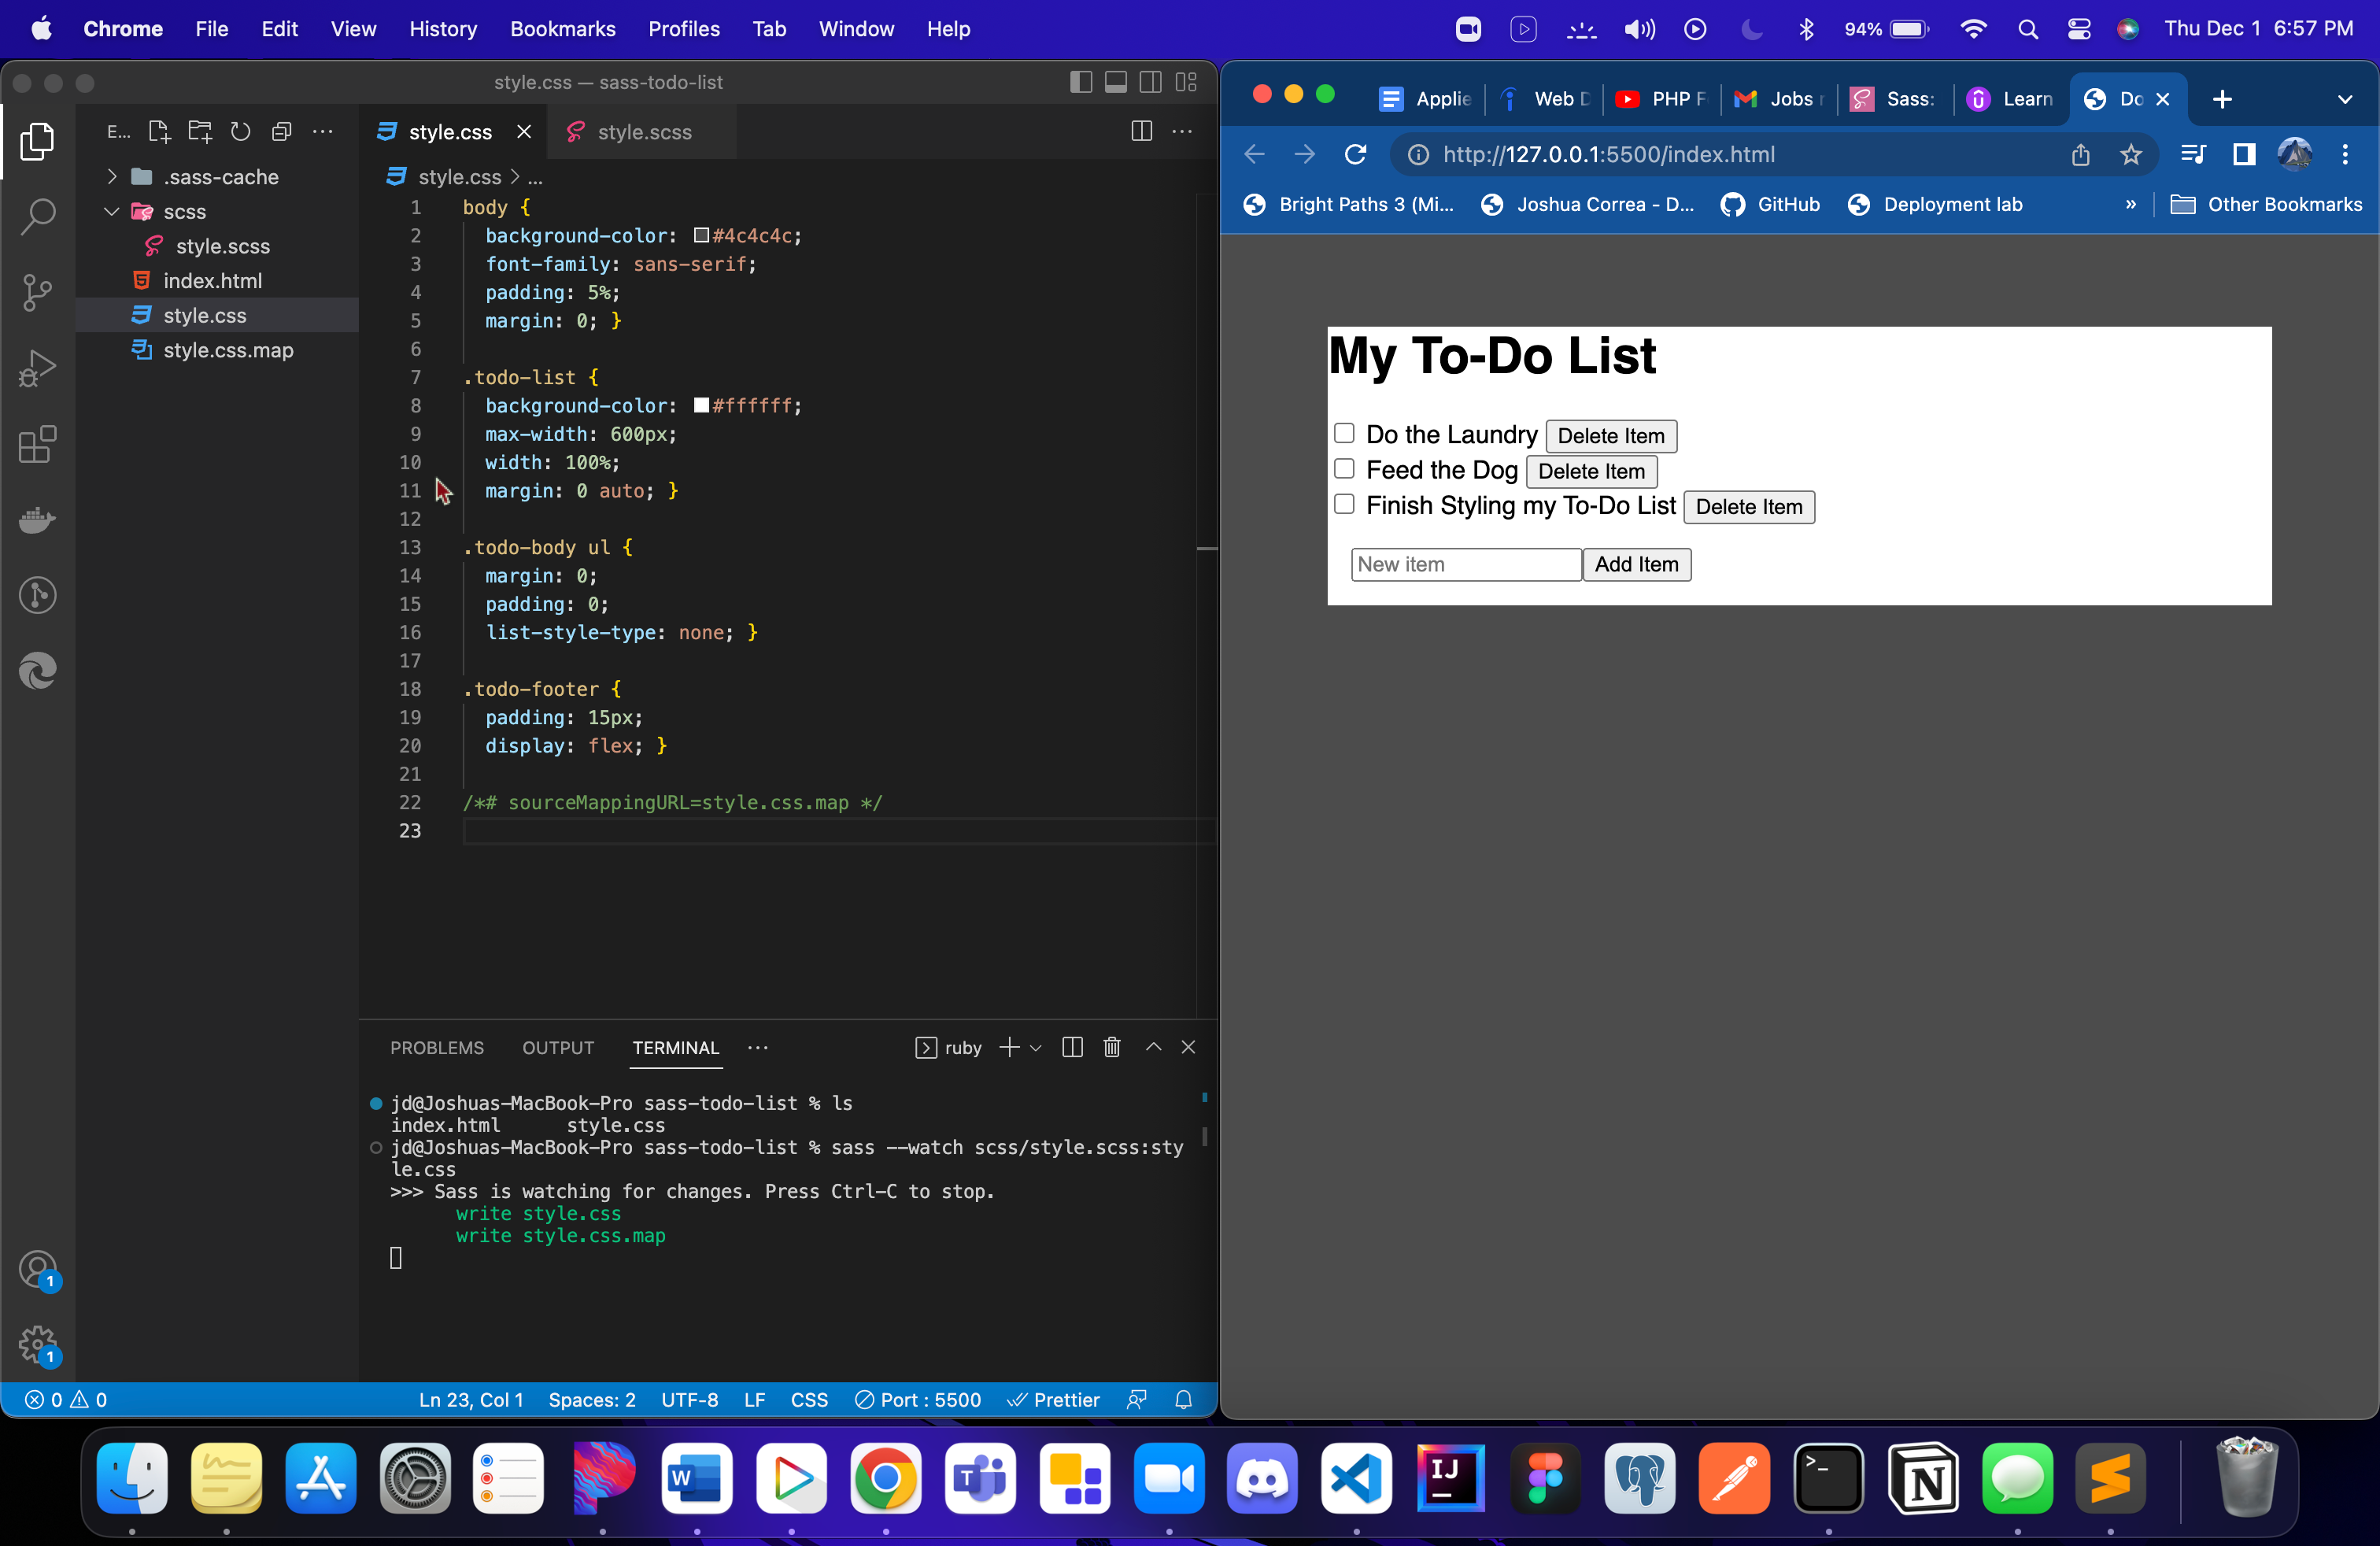 Chrome File Edit View History Bookmarks Profiles Tab Window Help 94% Thu Dec 1 6:57 PM
style.css — sass-todo-list
E...
.sass-cache
scss
style.scss
index.html
style.css
style.css.map
style.css style.scss
style.css > ...
1 body {
2 background-color: #4c4c4c;
3 font-family: sans-serif;
4 padding: 5%;
5 margin: 0; }
6
7 .todo-list {
8 background-color: #ffffff;
9 max-width: 600px;
10 width: 100%;
11 margin: 0 auto; }
12
13 .todo-body ul {
14 margin: 0;
15 padding: 0;
16 list-style-type: none; }
17
18 .todo-footer {
19 padding: 15px;
20 display: flex; }
21
22 /*# sourceMappingURL=style.css.map */
23
PROBLEMS OUTPUT TERMINAL ... ruby
jd@Joshuas-MacBook-Pro sass-todo-list % ls
index.html style.css
jd@Joshuas-MacBook-Pro sass-todo-list % sass --watch scss/style.scss:sty
le.css
>>> Sass is watching for changes. Press Ctrl-C to stop.
write style.css
write style.css.map
1
1
0 0 Ln 23, Col 1 Spaces: 2 UTF-8 LF CSS Port : 5500 Prettier
Applie Web D PHP F Jobs Sass: Learn Do
http://127.0.0.1:5500/index.html
Bright Paths 3 (Mi... Joshua Correa - D... GitHub Deployment lab » Other Bookmarks
My To-Do List
Do the Laundry Delete Item
Feed the Dog Delete Item
Finish Styling my To-Do List Delete Item
New item Add Item
W T IJ >_ N